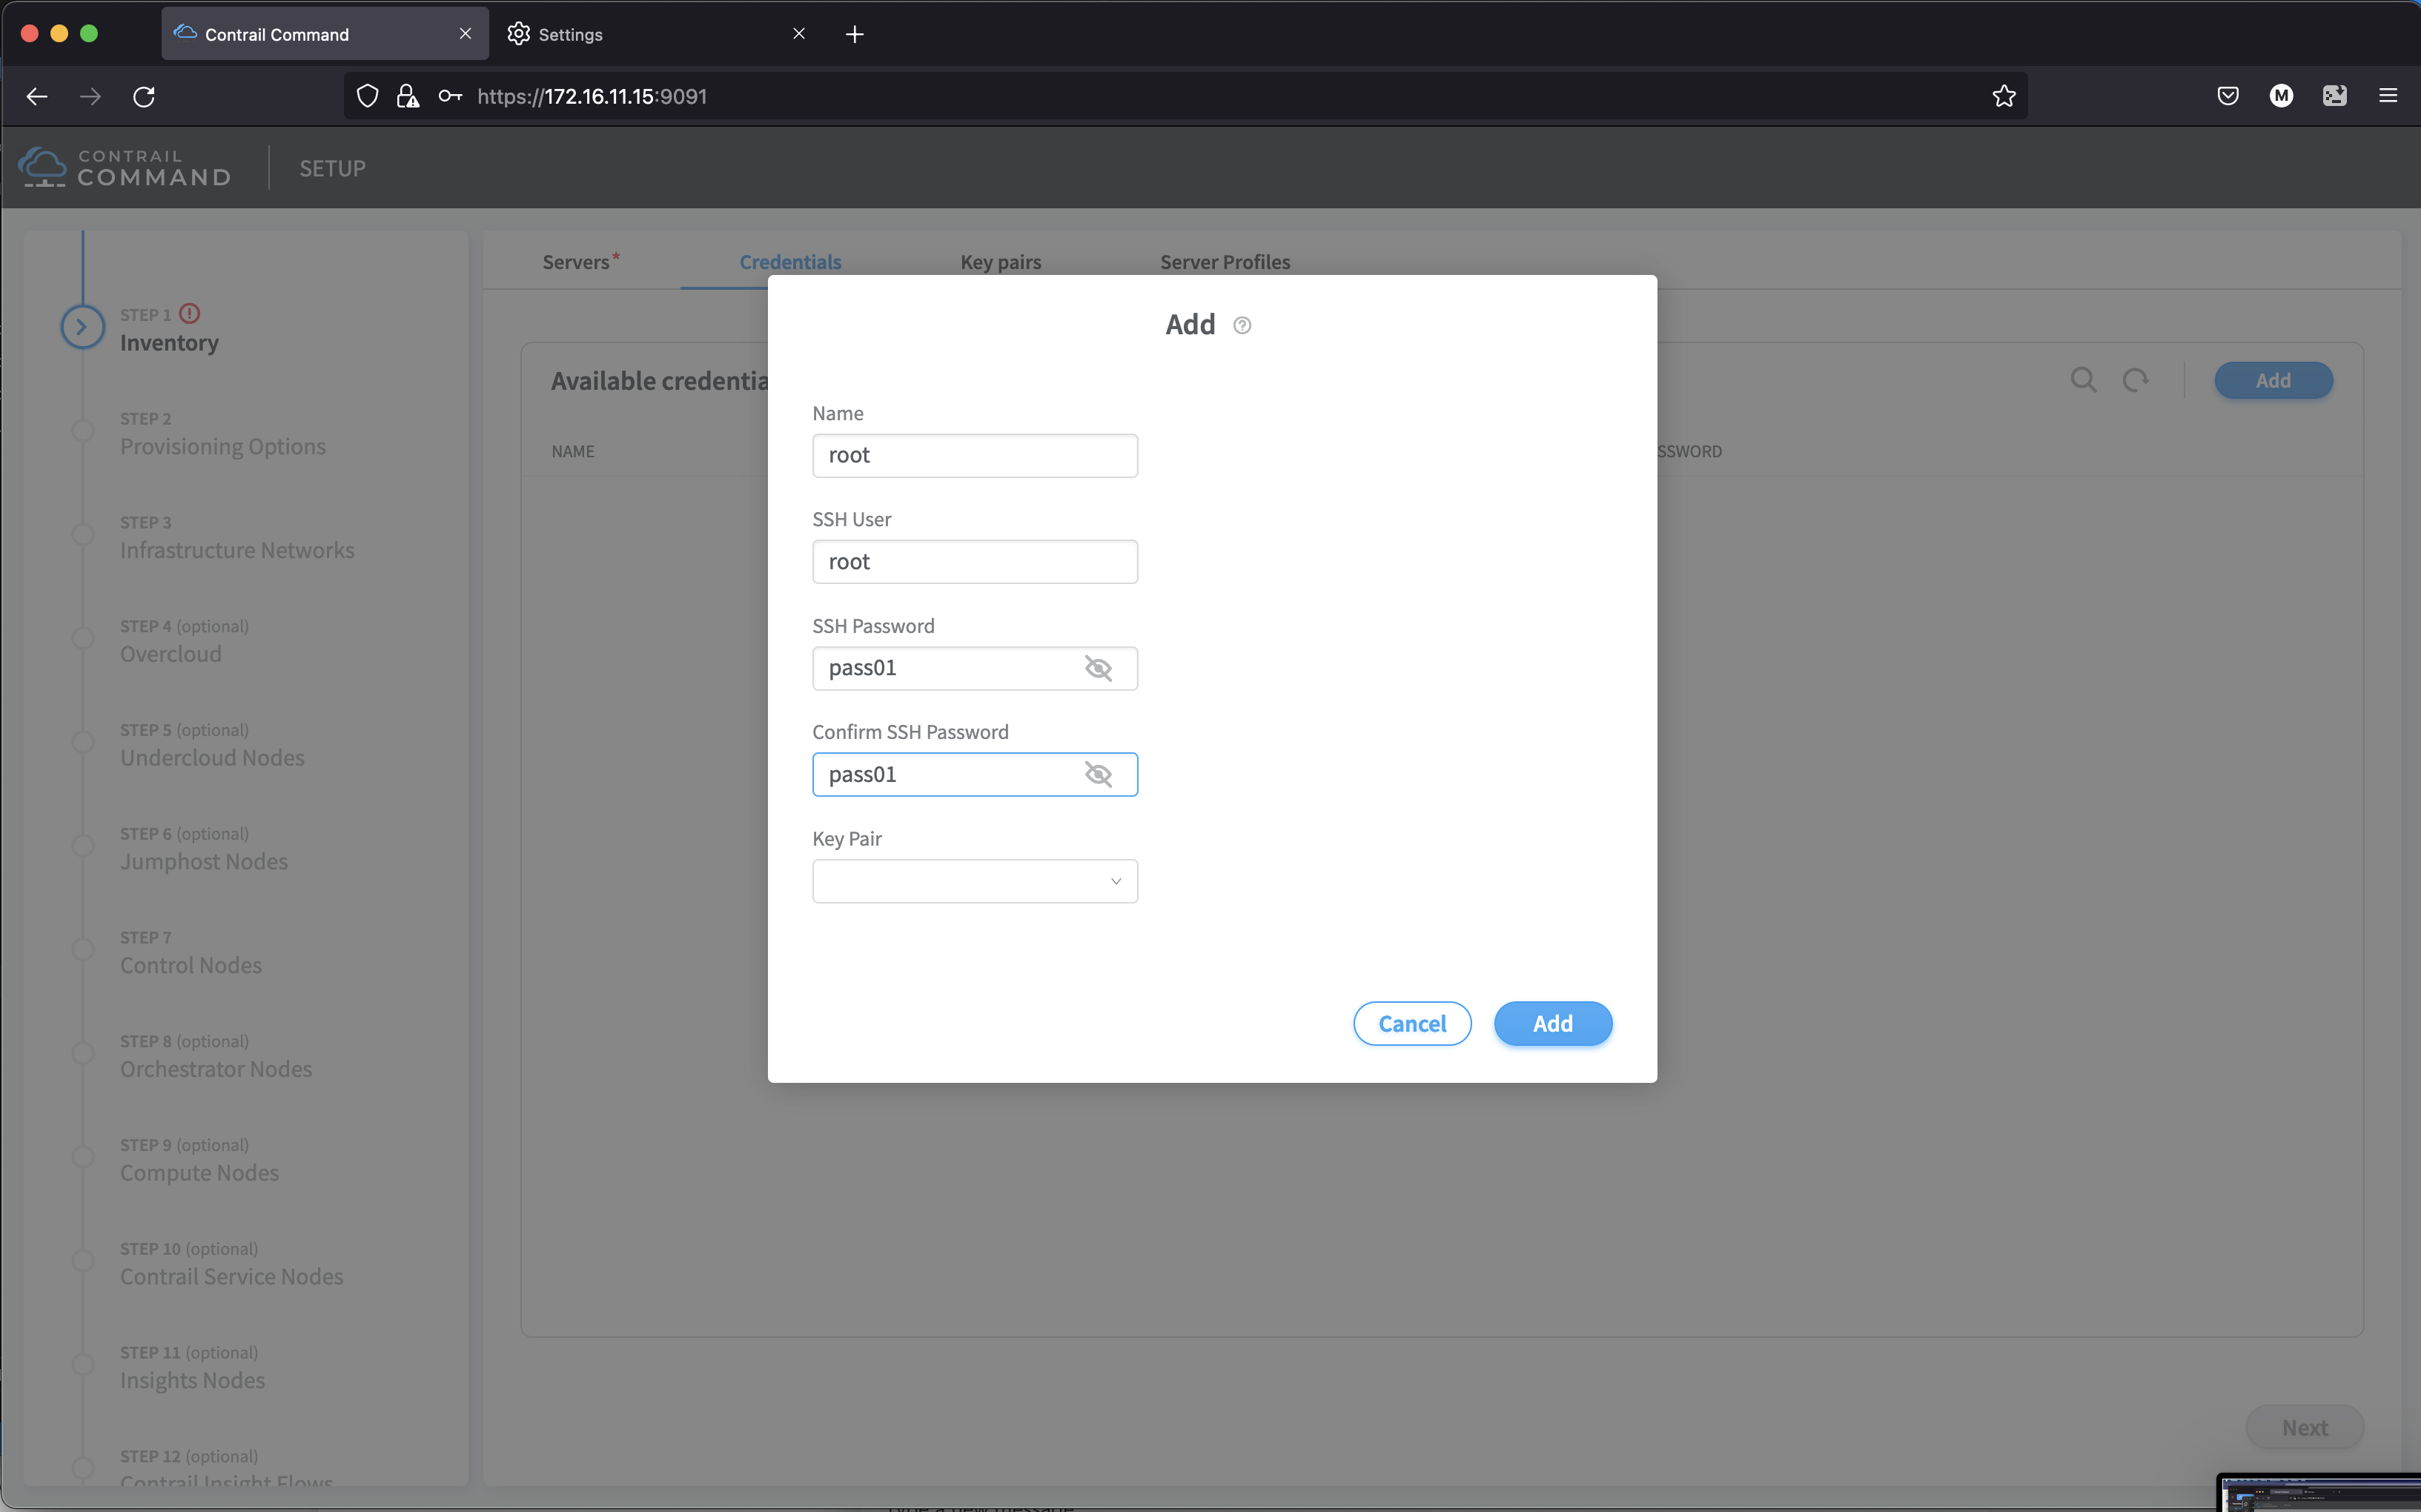 Contrail Command
Settings
https://172.16.11.15:9091
M
CONTRAIL
COMMAND
SETUP
STEP 1
Inventory
STEP 2
Provisioning Options
STEP 3
Infrastructure Networks
STEP 4 (optional)
Overcloud
STEP 5 (optional)
Undercloud Nodes
STEP 6 (optional)
Jumphost Nodes
STEP 7
Control Nodes
STEP 8 (optional)
Orchestrator Nodes
STEP 9 (optional)
Compute Nodes
STEP 10 (optional)
Contrail Service Nodes
STEP 11 (optional)
Insights Nodes
STEP 12 (optional)
Contrail Insight Flows
Servers*
Credentials
Key pairs
Server Profiles
Available credentia
Add
NAME
SSWORD
Add
Name
root
SSH User
root
SSH Password
pass01
Confirm SSH Password
pass01
Key Pair
Cancel
Add
Next